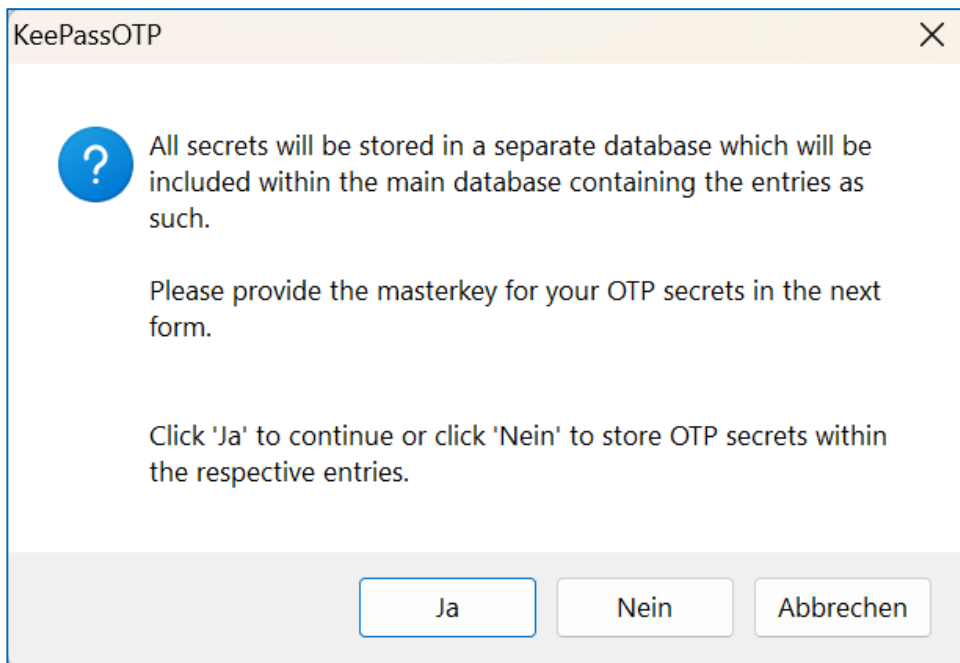 KeePassOTP
?
All secrets will be stored in a separate database which will be
included within the main database containing the entries as
such.
Please provide the masterkey for your OTP secrets in the next
form.
Click 'Ja' to continue or click 'Nein' to store OTP secrets within
the respective entries.
Ja
Nein
Abbrechen